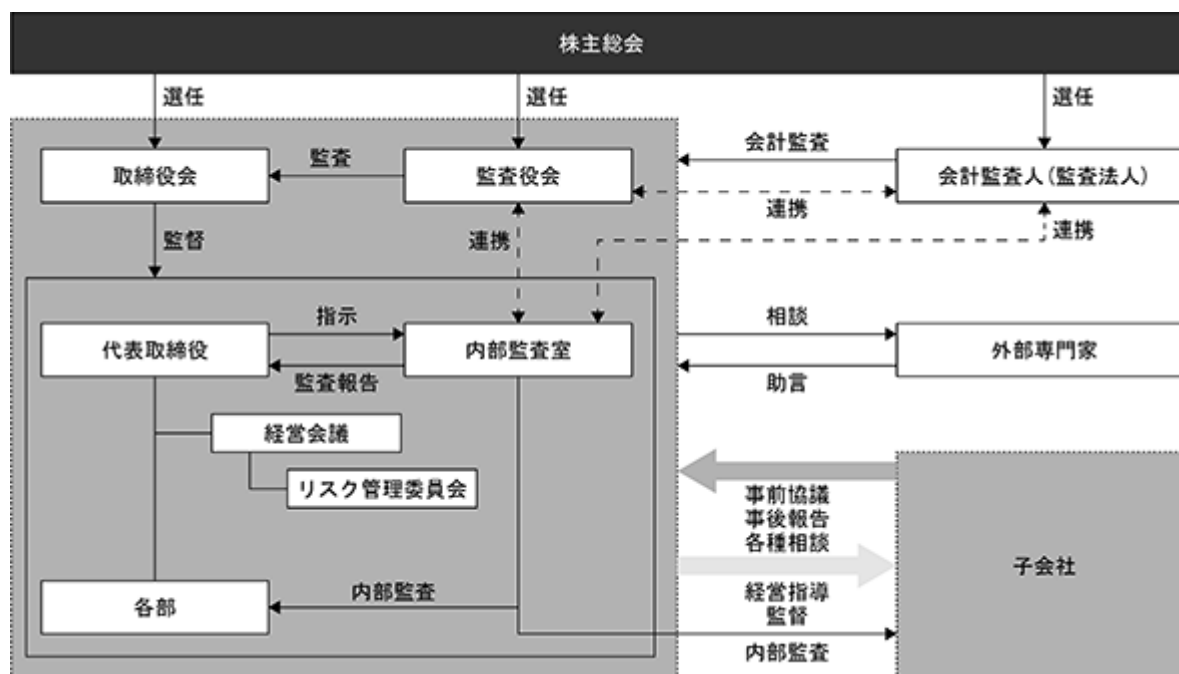 株主総会
選任
選任
選任
取締役会
監査
監査役会
会計監査
会計監査人(監査法人)
連携
監督
連携
連携
代表取締役
指示
監査報告
内部監査室
相談
助言
外部専門家
経営会議
リスク管理委員会
事前協議
事後報告
各種相談
子会社
各部
内部監査
経営指導
監督
内部監査